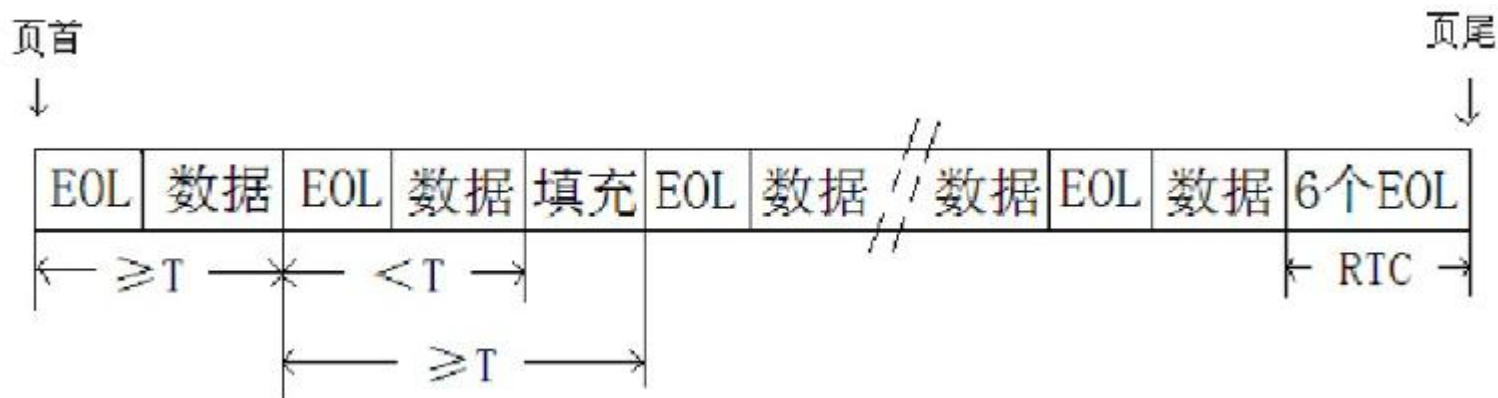 页首 页尾
EOL 数据 EOL 数据 填充 EOL 数据 // 数据 EOL 数据 6个EOL
≥T <T RTC
≥T